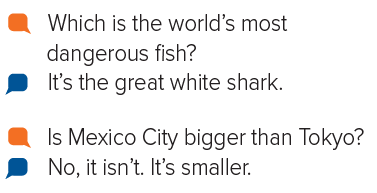 Which is the world’s most
dangerous fish?
It’s the great white shark.
Is Mexico City bigger than Tokyo?
No, it isn’t. It’s smaller.